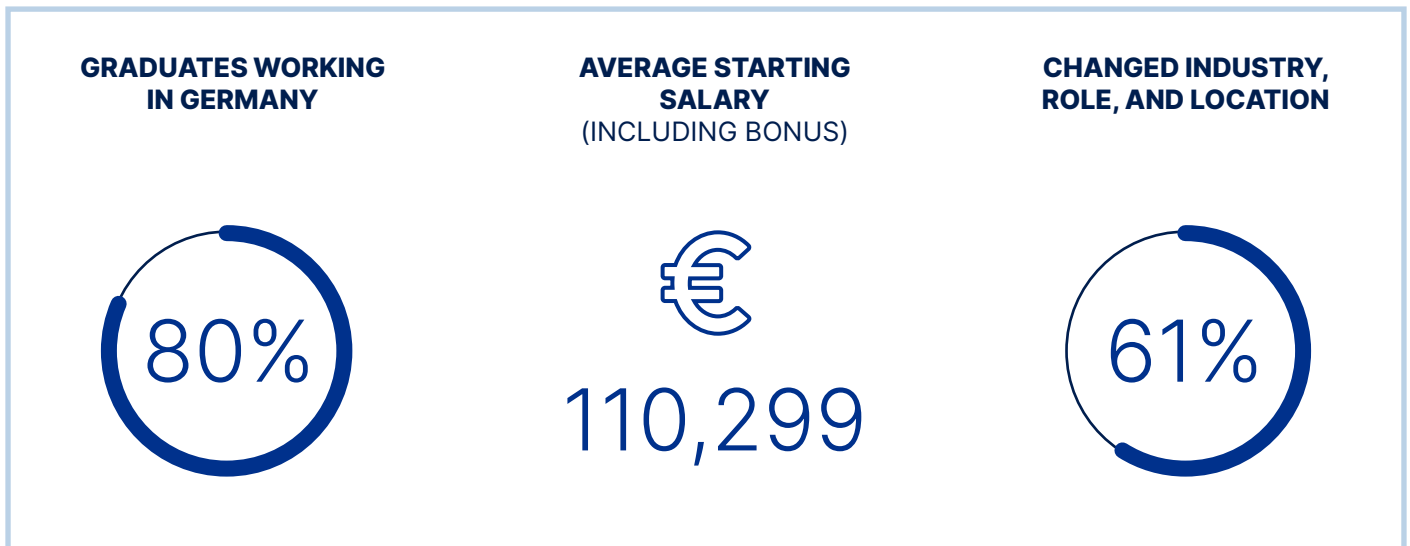 GRADUATES WORKING
IN GERMANY
80%
AVERAGE STARTING
SALARY
(INCLUDING BONUS)
€
110,299
CHANGED INDUSTRY,
ROLE, AND LOCATION
61%